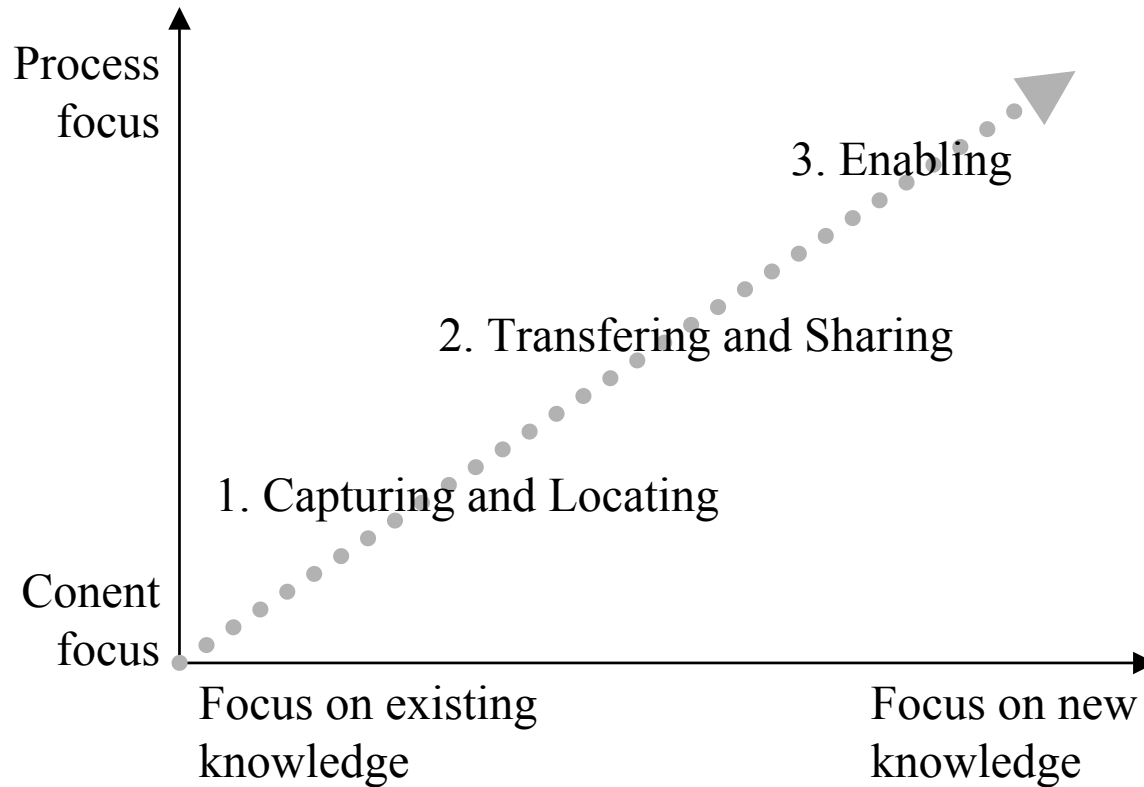 Process
focus
3. Enabling
2. Transfering and Sharing
1. Capturing and Locating
Conent
focus
Focus on existing
knowledge
Focus on new
knowledge